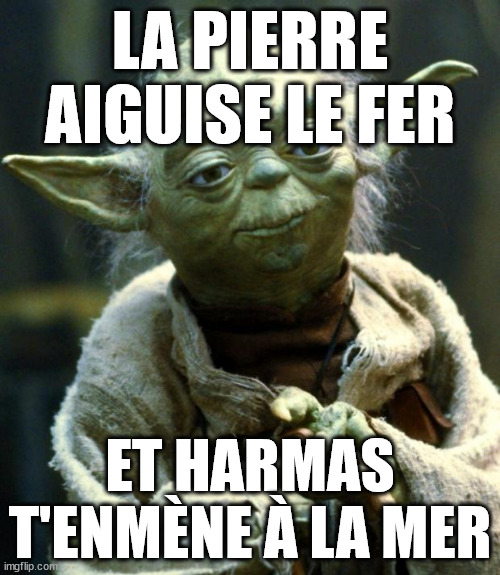 LA PIERRE
AIGUISE LE FER
ET HARMAS
T'ENMÈNE À LA MER
imgflip.com